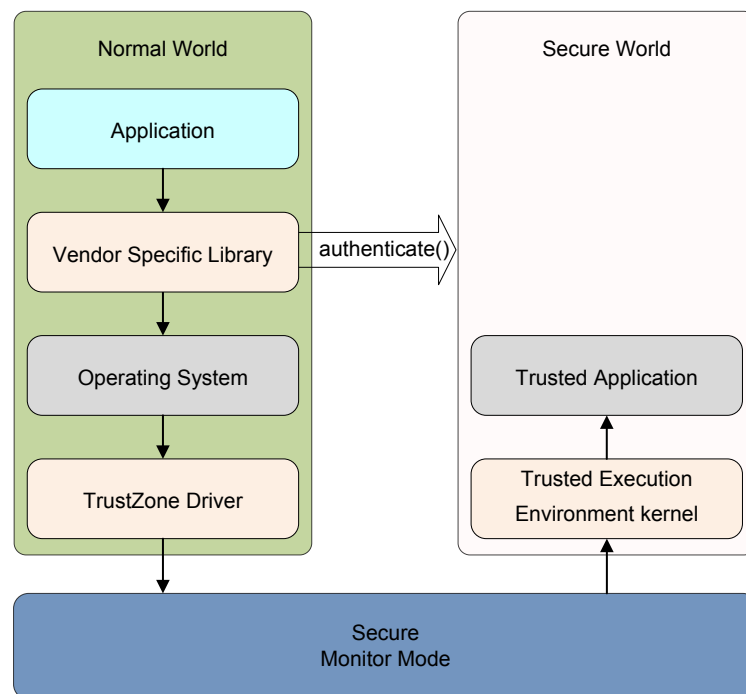 Normal World
Secure World
Application
Vendor Specific Library
authenticate()
Operating System
Trusted Application
TrustZone Driver
Trusted Execution
Environment kernel
Secure
Monitor Mode